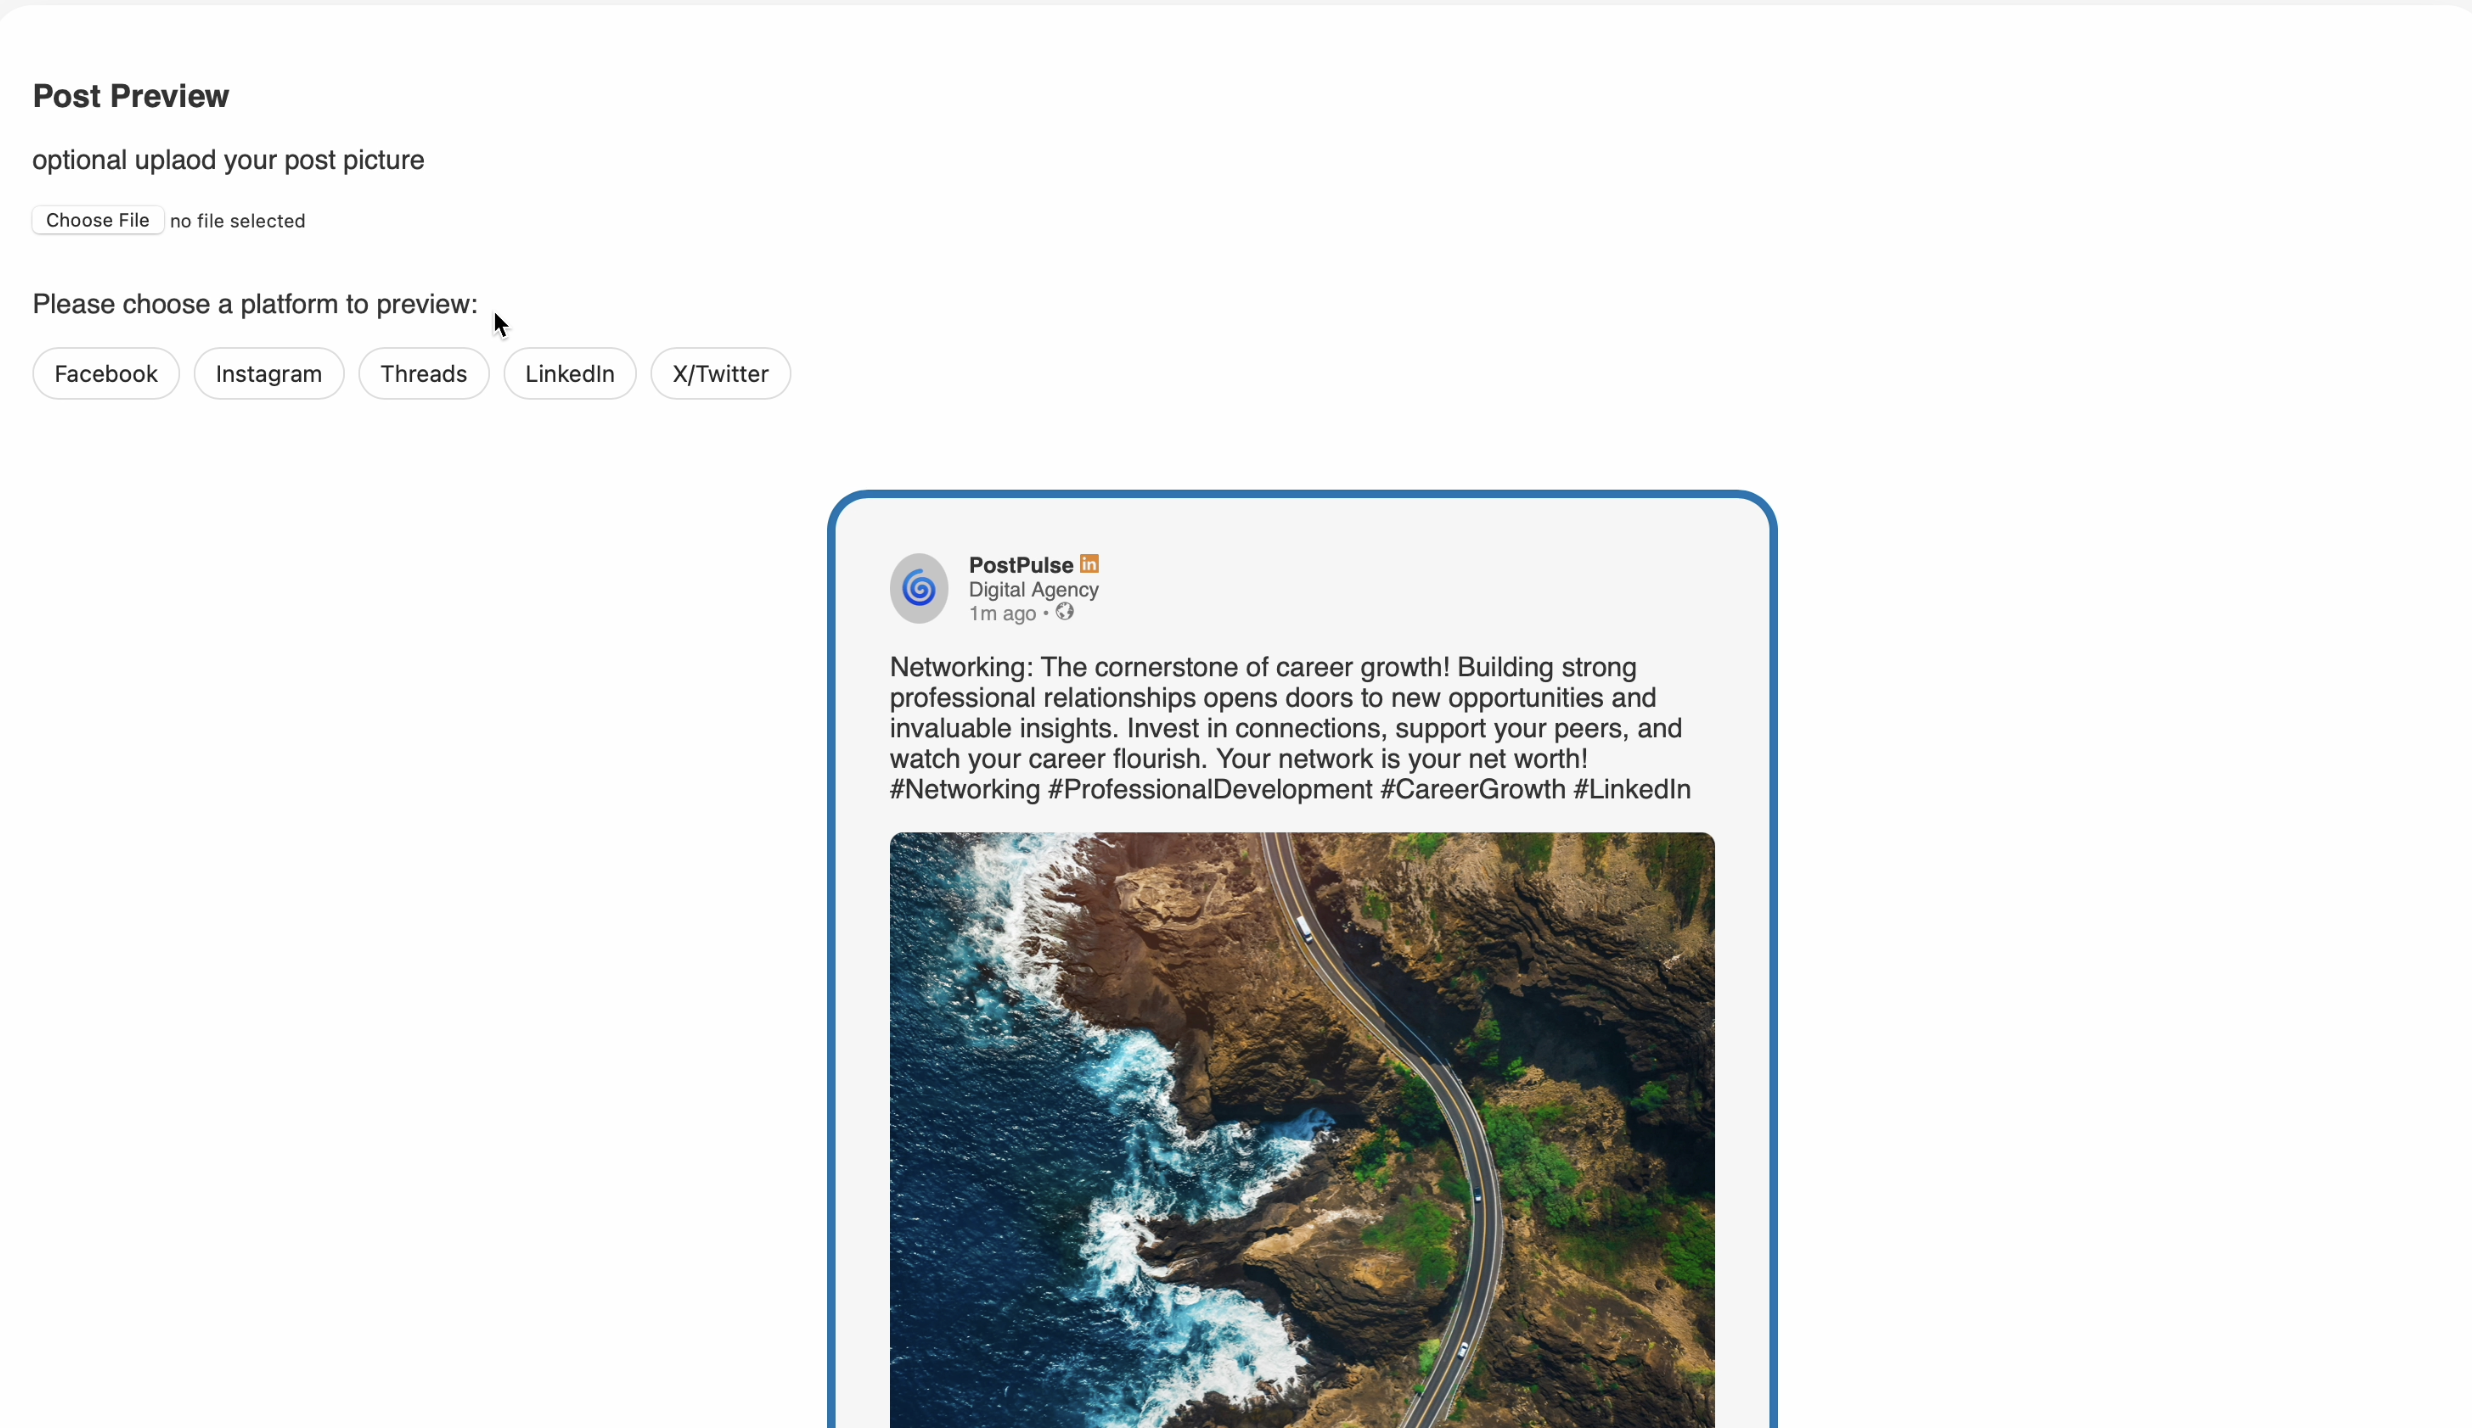 Post Preview
optional uplaod your post picture
Choose File no file selected
Please choose a platform to preview:
Facebook Instagram Threads LinkedIn X/Twitter
PostPulse in
Digital Agency
1m ago •
Networking: The cornerstone of career growth! Building strong
professional relationships opens doors to new opportunities and
invaluable insights. Invest in connections, support your peers, and
watch your career flourish. Your network is your net worth!
#Networking #ProfessionalDevelopment #CareerGrowth #LinkedIn